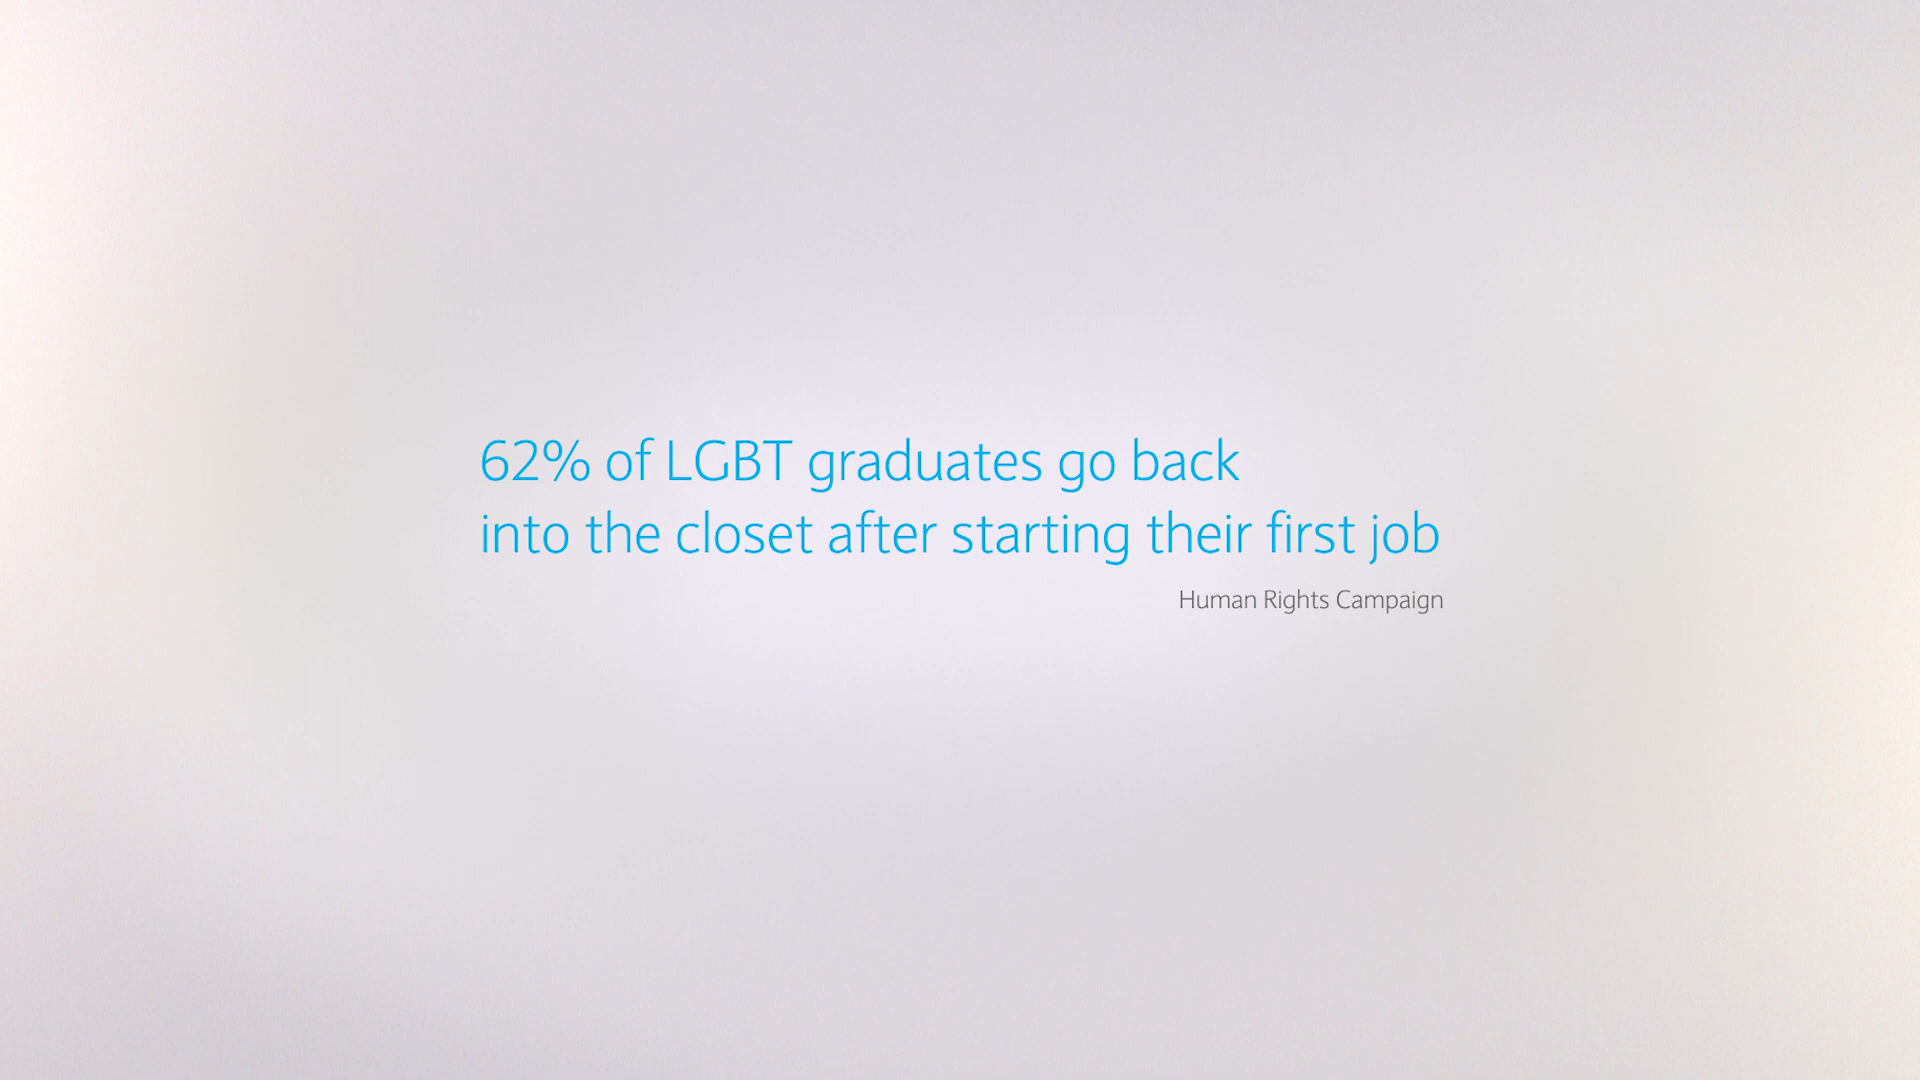 62% of LGBT graduates go back
into the closet after starting their first job
Human Rights Campaign